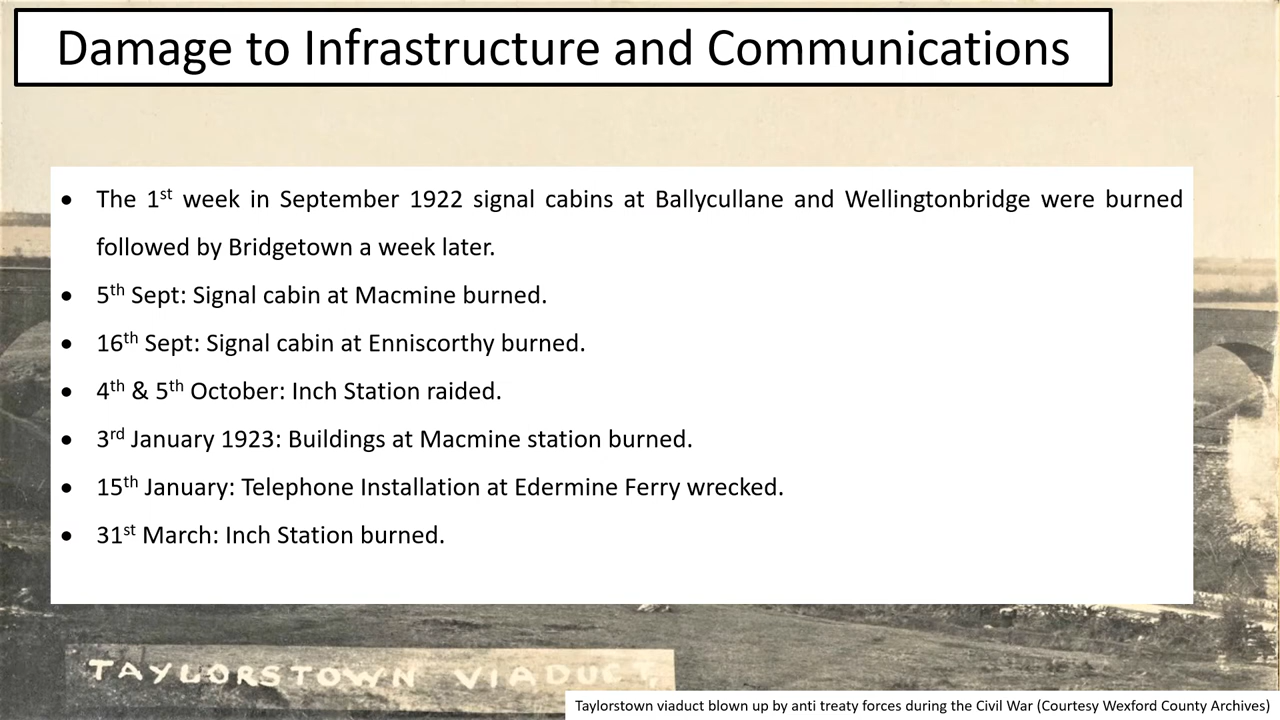 Damage to Infrastructure and Communications
• The 1st week in September 1922 signal cabins at Ballycullane and Wellingtonbridge were burned
followed by Bridgetown a week later.
• 5th Sept: Signal cabin at Macmine burned.
• 16th Sept: Signal cabin at Enniscorthy burned.
• 4th & 5th October: Inch Station raided.
• 3rd January 1923: Buildings at Macmine station burned.
• 15th January: Telephone Installation at Edermine Ferry wrecked.
• 31st March: Inch Station burned.
TAYLORSTOWN VIADUCT,
Taylorstown viaduct blown up by anti treaty forces during the Civil War (Courtesy Wexford County Archives)